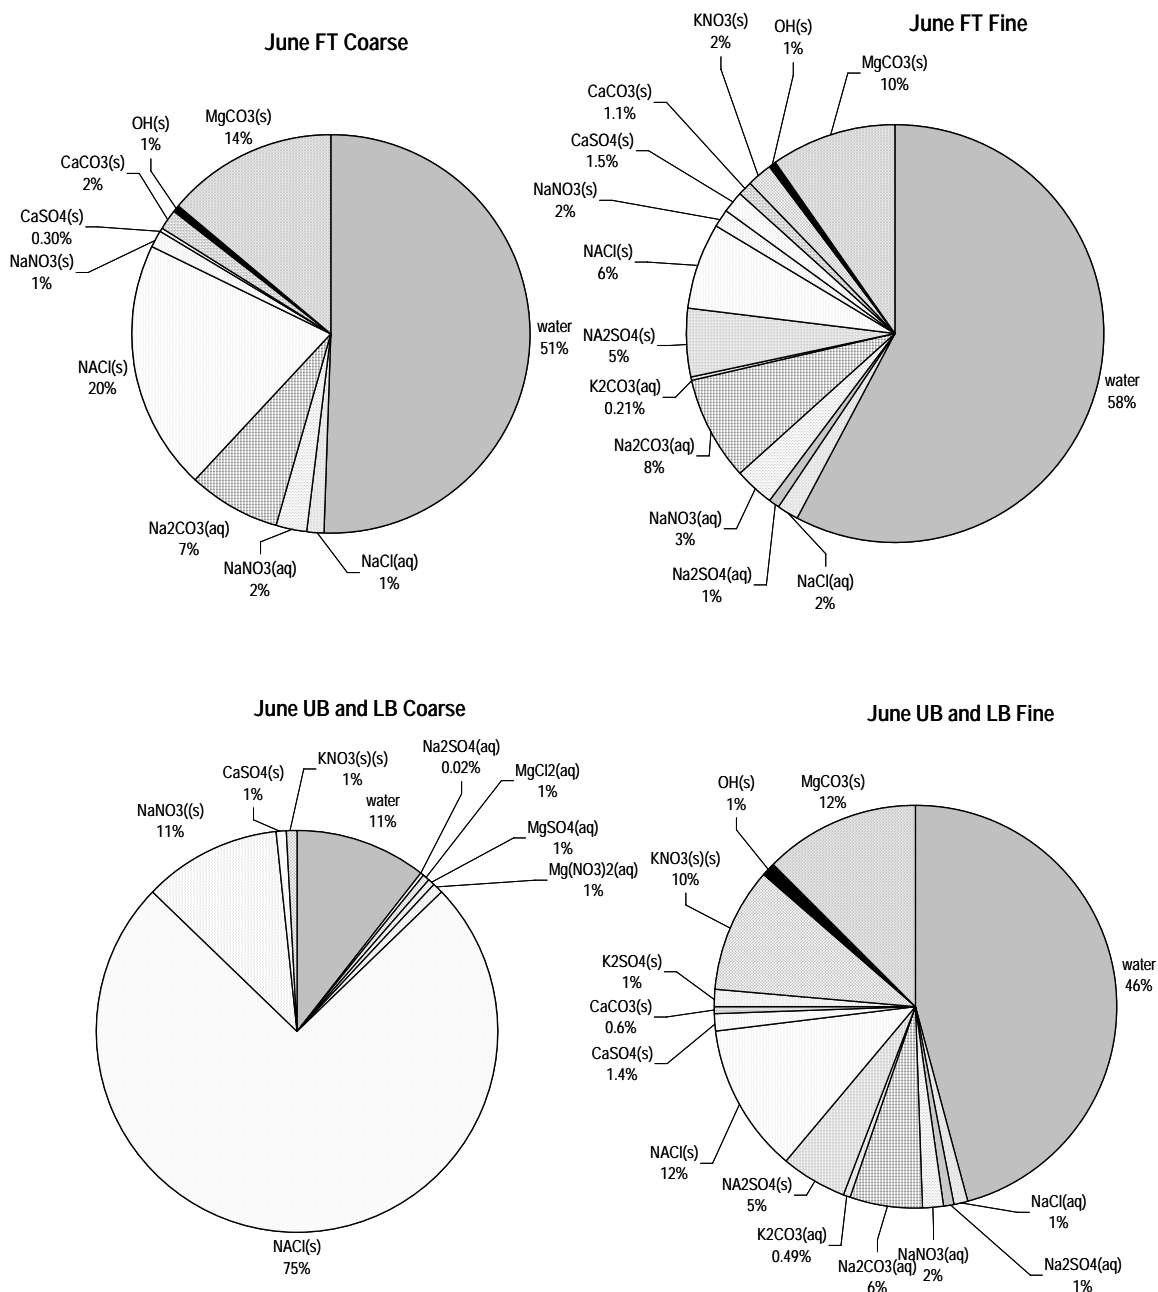 June FT Coarse
MgCO3(s)
14%
OH(s)
1%
CaCO3(s)
2%
CaSO4(s)
0.30%
NaNO3(s)
1%
NACl(s)
20%
Na2CO3(aq)
7%
NaNO3(aq)
2%
NaCl(aq)
1%
water
51%
June FT Fine
KNO3(s)
2%
OH(s)
1%
MgCO3(s)
10%
CaCO3(s)
1.1%
CaSO4(s)
1.5%
NaNO3(s)
2%
NACl(s)
6%
NA2SO4(s)
5%
K2CO3(aq)
0.21%
Na2CO3(aq)
8%
NaNO3(aq)
3%
Na2SO4(aq)
1%
NaCl(aq)
2%
water
58%
June UB and LB Coarse
NaNO3((s)
11%
CaSO4(s)
1%
KNO3(s)(s)
1%
water
11%
Na2SO4(aq)
0.02%
MgCl2(aq)
1%
MgSO4(aq)
1%
Mg(NO3)2(aq)
1%
NACl(s)
75%
June UB and LB Fine
OH(s)
1%
MgCO3(s)
12%
KNO3(s)(s)
10%
K2SO4(s)
1%
CaCO3(s)
0.6%
CaSO4(s)
1.4%
NACl(s)
12%
NA2SO4(s)
5%
K2CO3(aq)
0.49%
Na2CO3(aq)
6%
NaNO3(aq)
2%
Na2SO4(aq)
1%
NaCl(aq)
1%
water
46%